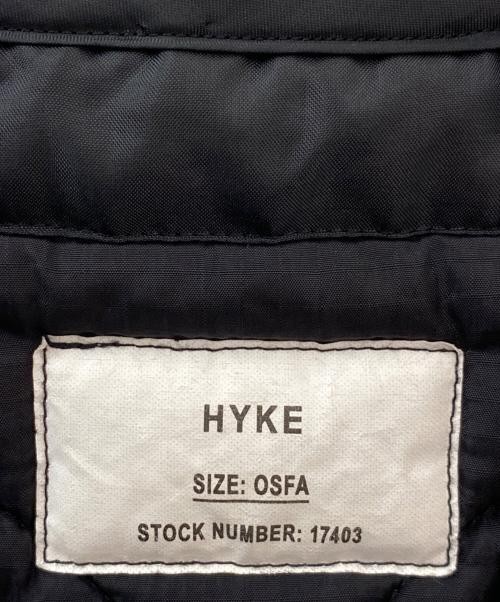 HYKE
SIZE: OSFA
STOCK NUMBER: 17403